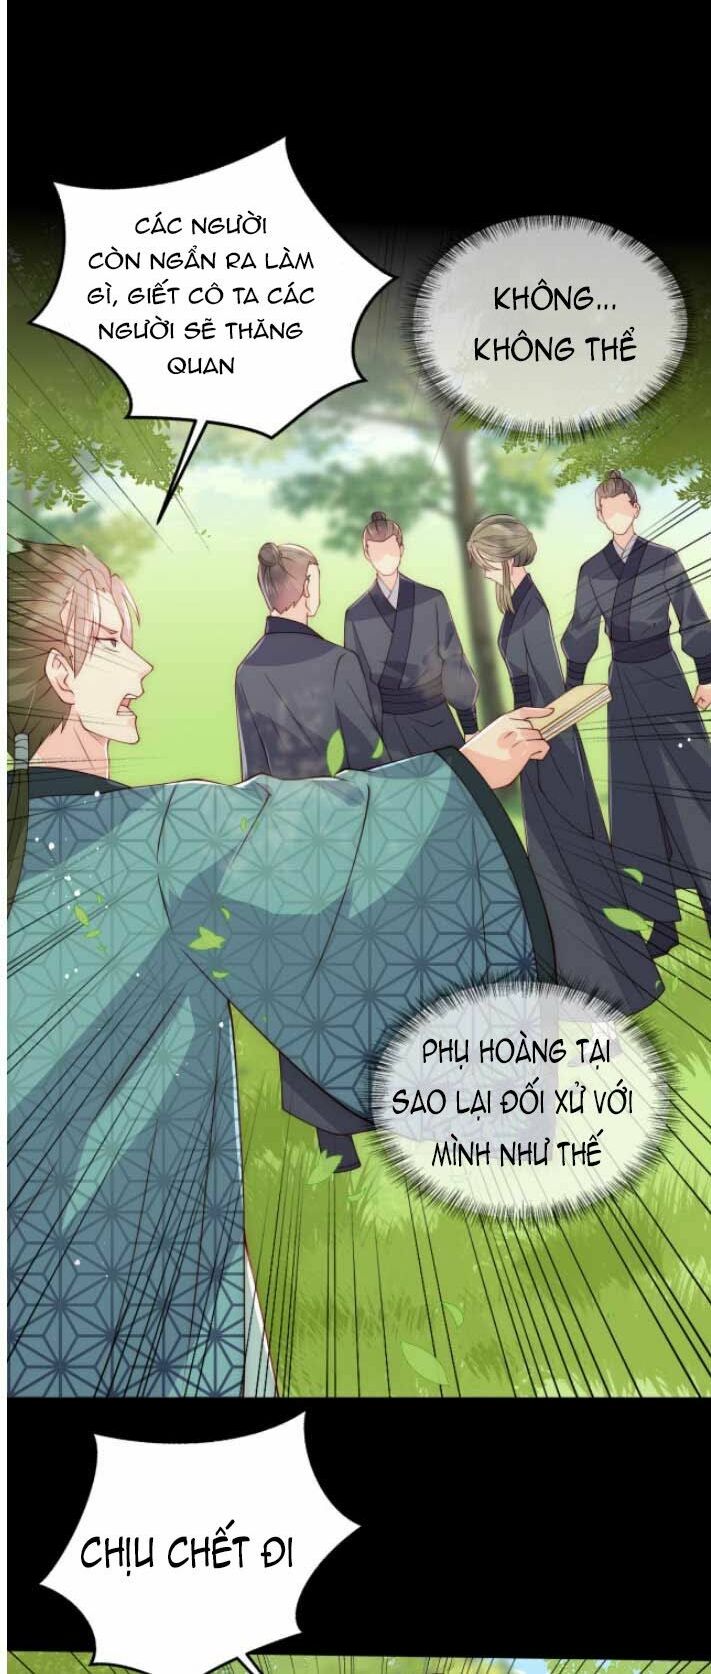 CÁC NGƯỜI
CÒN NGẨN RA LÀM
GÌ, GIẾT CÔ TA CÁC
NGƯỜI SẼ THĂNG
QUAN
KHÔNG...
KHÔNG THỂ
PHỤ HOÀNG TẠI
SAO LẠI ĐỐI XỬ VỚI
MÌNH NHƯ THẾ
CHỊU CHẾT ĐI